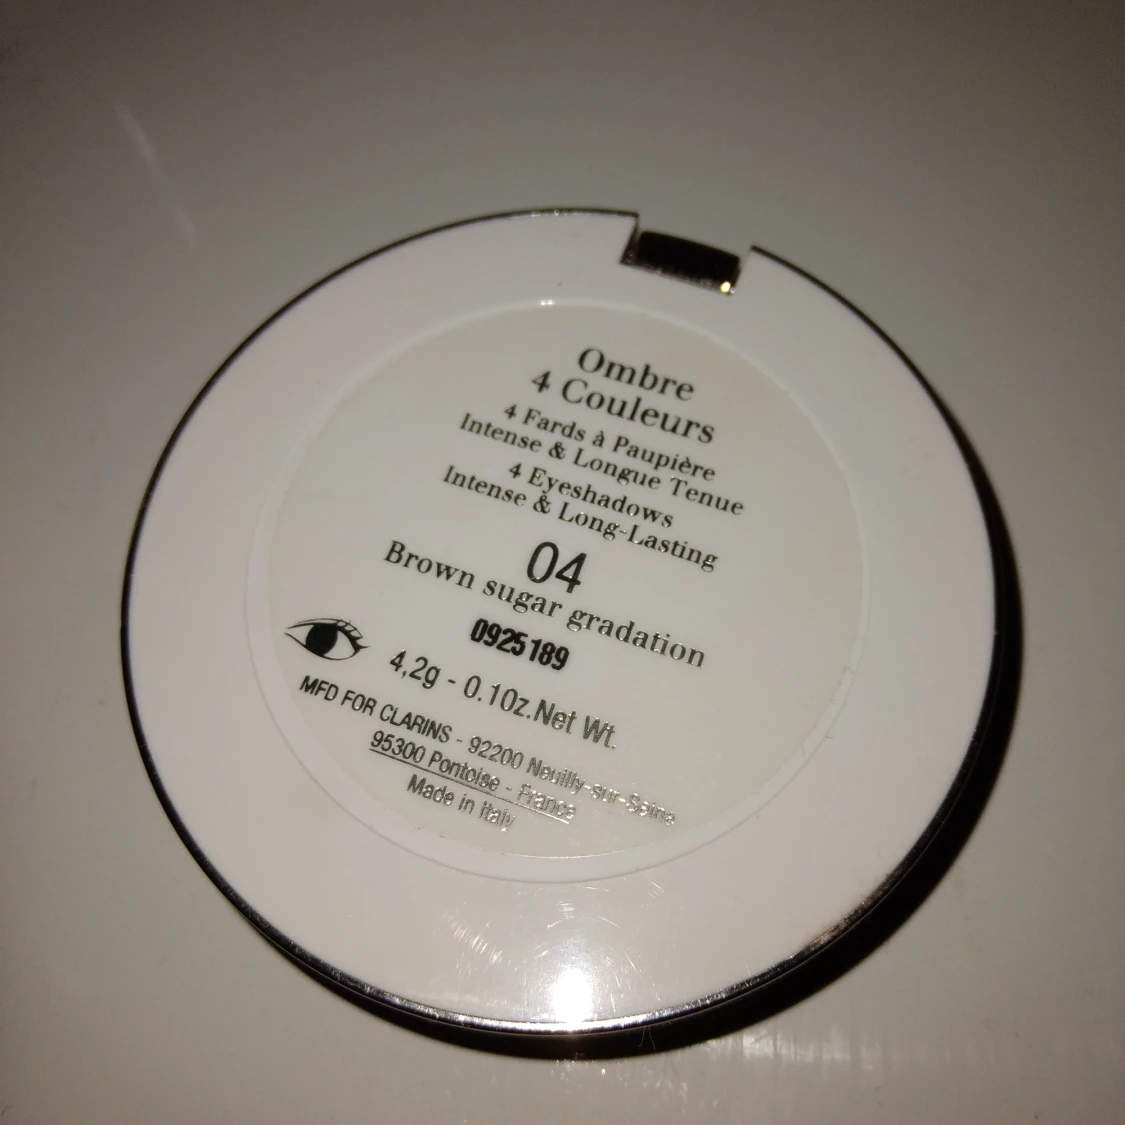 Ombre
4 Couleurs
4 Fards à Paupière
Intense & Longue Tenue
4 Eyeshadows
Intense & Long-Lasting
04
Brown sugar gradation
0925189
4,2g - 0.1oz.Net Wt.
MFD FOR CLARINS - 92200 Neuilly-sur-Seine
95300 Pontoise - France
Made in Italy